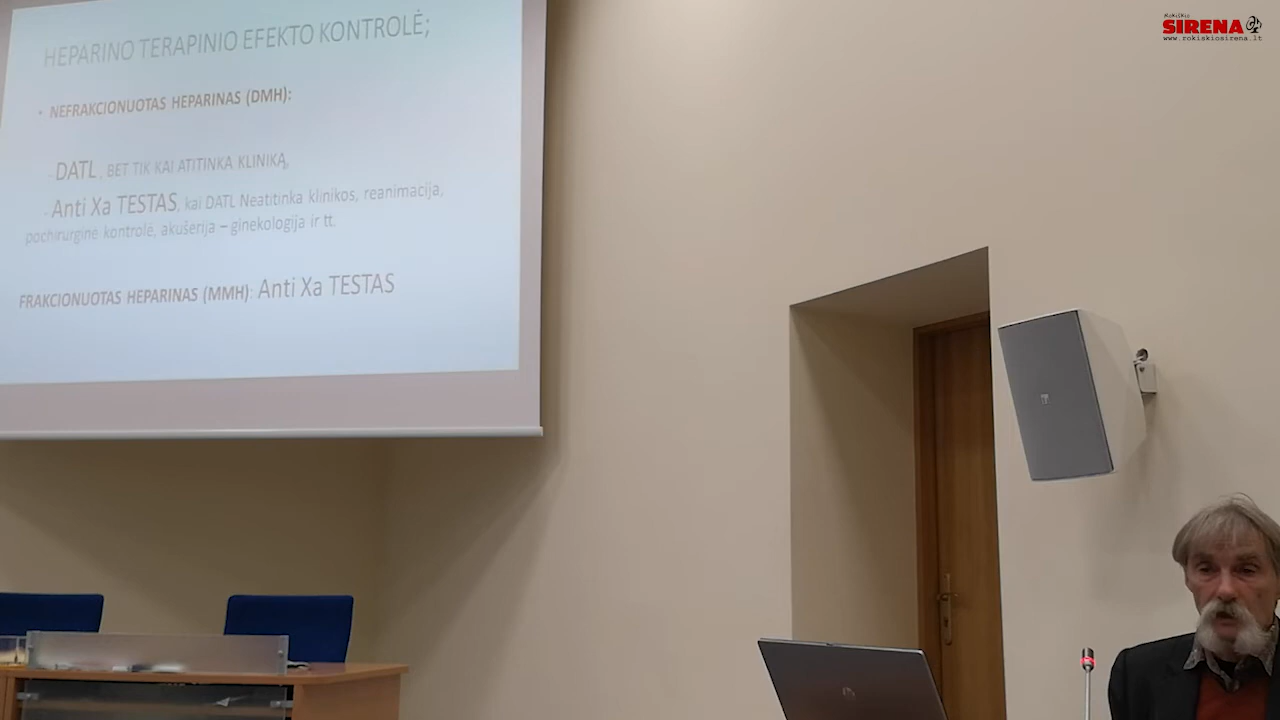 Rokiškio
SIRENA
www.rokiskiosirena.lt
HEPARINO TERAPINIO EFEKTO KONTROLĖ;
• NEFRAKCIONUOTAS HEPARINAS (DMH):
- DATL, BET TIK KAI ATITINKA KLINIKĄ,
- Anti Xa TESTAS, kai DATL Neatitinka klinikos, reanimacija,
pochirurginė kontrolė, akušerija – ginekologija ir tt.
FRAKCIONUOTAS HEPARINAS (MMH): Anti Xa TESTAS